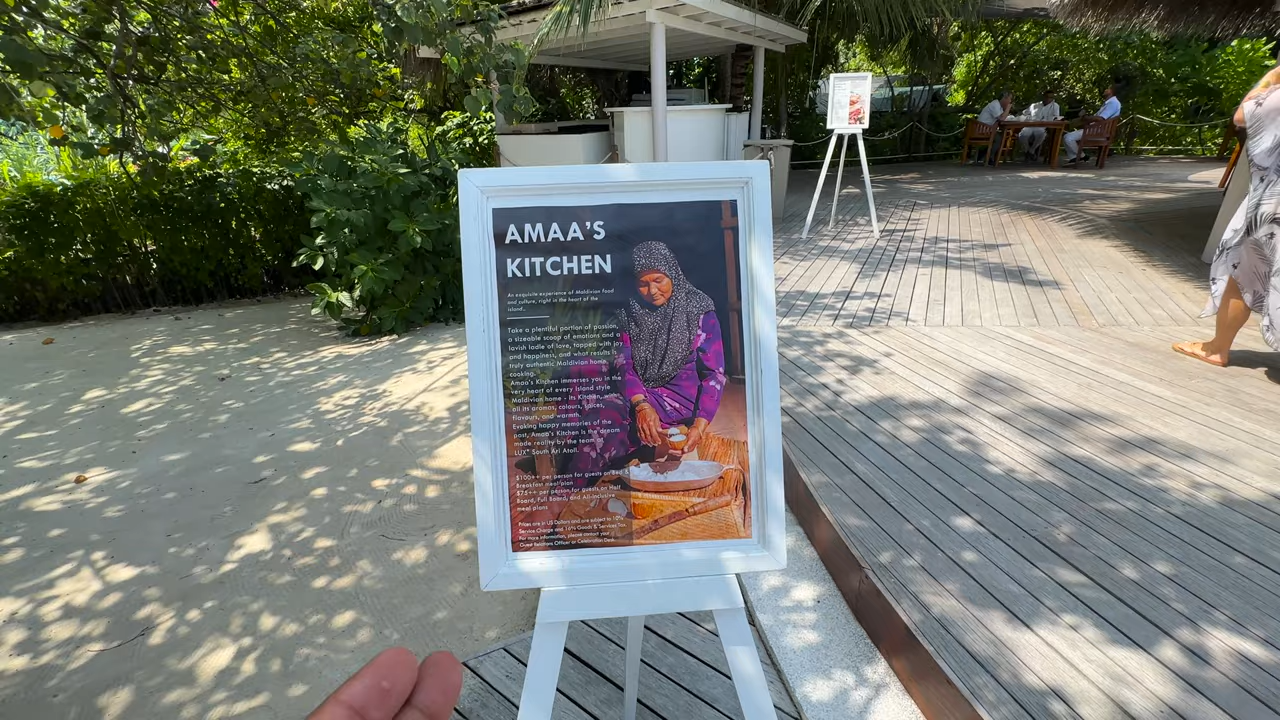 AMAA'S
KITCHEN
An exquisite experience of Maldivian food
and culture, right in the heart of the
island...
Take a plentiful portion of passion,
a sizeable scoop of emotions and a
lavish ladle of love, topped with joy
and happiness, and what results is
truly authentic Maldivian home
cooking.
Amaa's Kitchen immerses you in the
very heart of every island style
Maldivian home - its Kitchen, with
all its aromas, colours, spices,
flavours, and warmth.
Evoking happy memories of the
past, Amaa's Kitchen is the dream
made reality by the team
LUX* South Ari Atoll.
$100++ per person for guests on Bed &
Breakfast meal plan
$75++ per person for guests on Half
Board, Full Board, and All-Inclusive
meal plans
Prices are in US Dollars and are subject to 10%
Service Charge and 16% Goods & Services Tax.
For more information, please contact your
Guest Relations Officer or Celebration Desk.